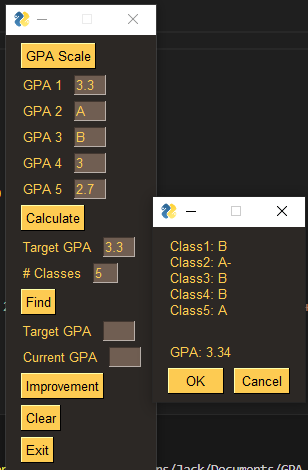 GPA Scale
GPA 1 3.3
GPA 2 A
GPA 3 B
GPA 4 3
GPA 5 2.7
Calculate
Target GPA 3.3
# Classes 5
Find
Target GPA
Current GPA
Improvement
Clear
Exit
Class1: B
Class2: A-
Class3: B
Class4: B
Class5: A
GPA: 3.34
OK Cancel
ns/Jack/Documents/GPA